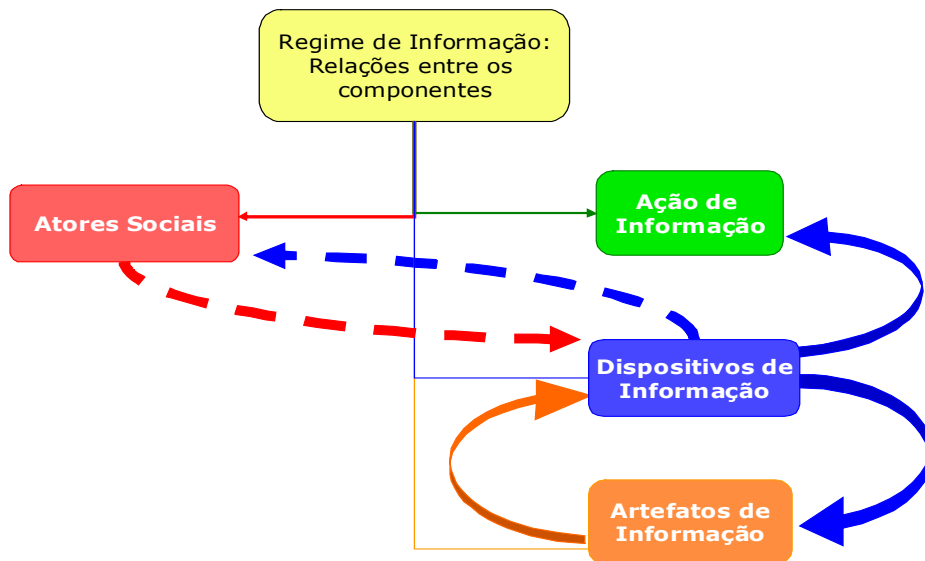 Regime de Informação:
Relações entre os
componentes
Atores Sociais
Ação de
Informação
Dispositivos de
Informação
Artefatos de
Informação